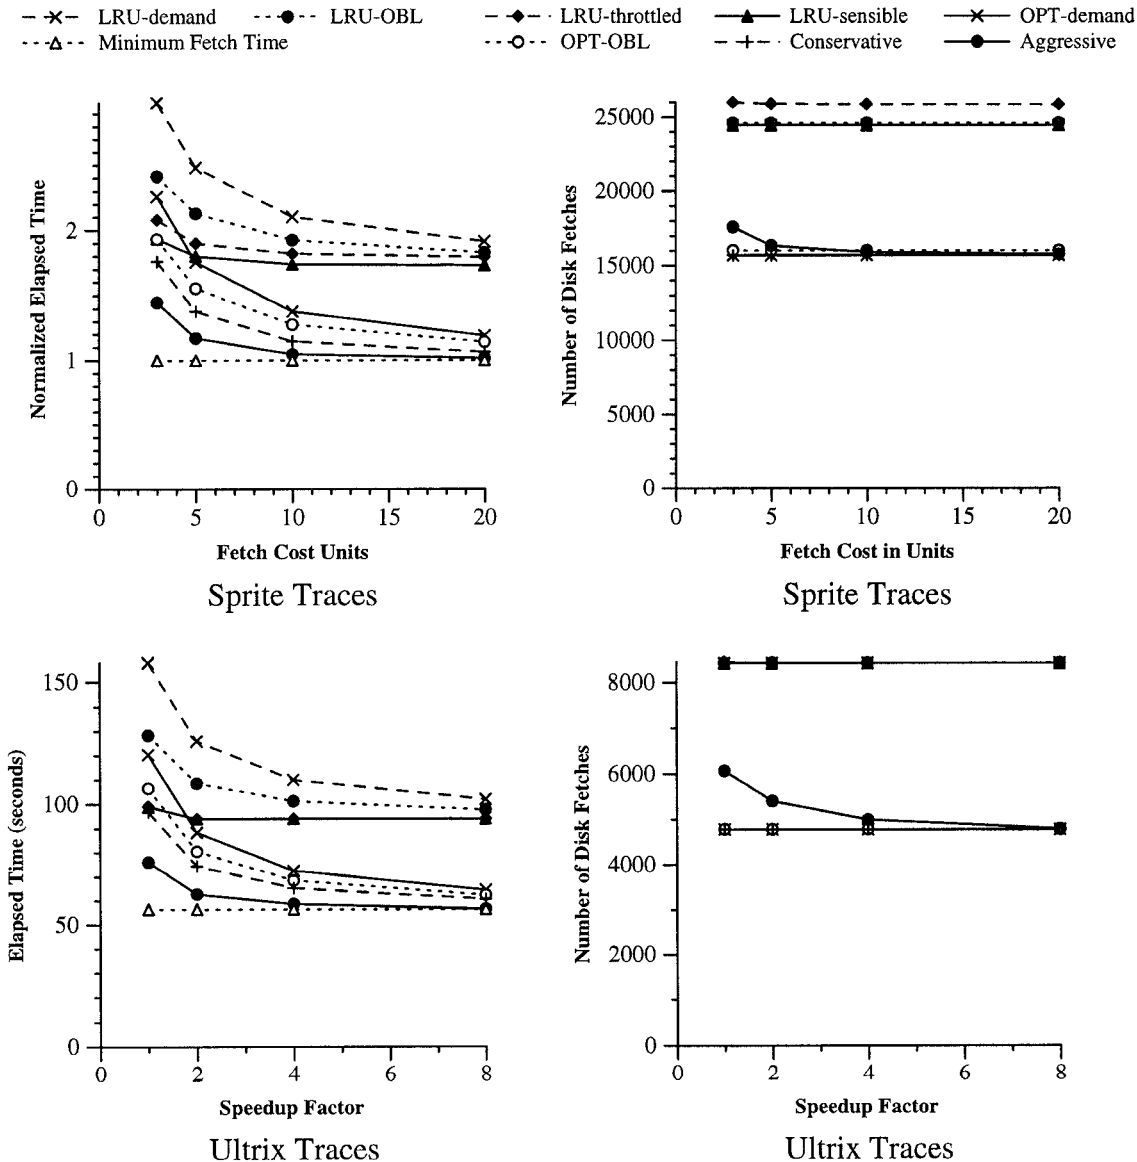 LRU-demand LRU-OBL LRU-throttled LRU-sensible OPT-demand
Minimum Fetch Time OPT-OBL Conservative Aggressive
Normalized Elapsed Time
2
1
0
0 5 10 15 20
Fetch Cost Units
Sprite Traces
Number of Disk Fetches
25000
20000
15000
10000
5000
0
0 5 10 15 20
Fetch Cost in Units
Sprite Traces
Elapsed Time (seconds)
150
100
50
0
0 2 4 6 8
Speedup Factor
Ultrix Traces
Number of Disk Fetches
8000
6000
4000
2000
0
0 2 4 6 8
Speedup Factor
Ultrix Traces